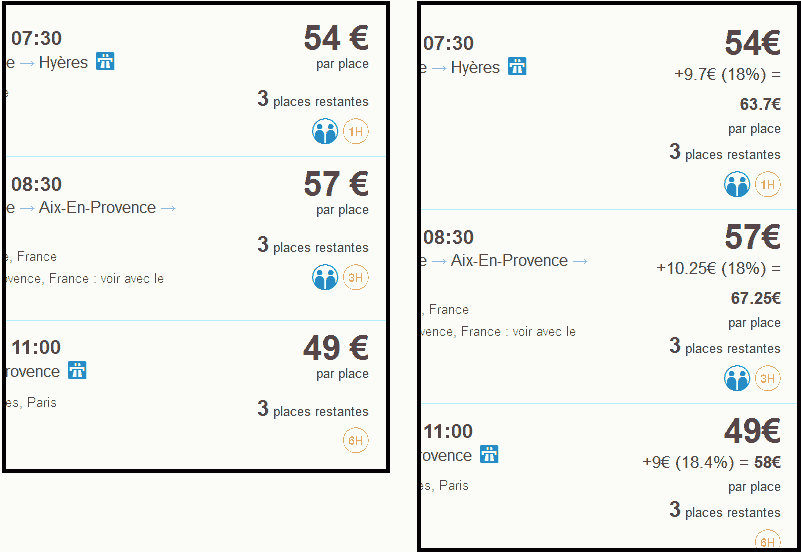 07:30
54 €
e → Hyères
par place
3 places restantes
1H
08:30
57 €
e → Aix-En-Provence →
par place
3 places restantes
e, France
ovence, France : voir avec le
3H
11:00
49 €
rovence
par place
es, Paris
3 places restantes
6H
07:30
54€
e → Hyères
+9.7€ (18%) =
63.7€
par place
3 places restantes
1H
08:30
57€
e → Aix-En-Provence →
+10.25€ (18%) =
67.25€
, France
par place
vence, France : voir avec le
3 places restantes
3H
11:00
49€
ovence
+9€ (18.4%) = 58€
es, Paris
par place
3 places restantes
6H